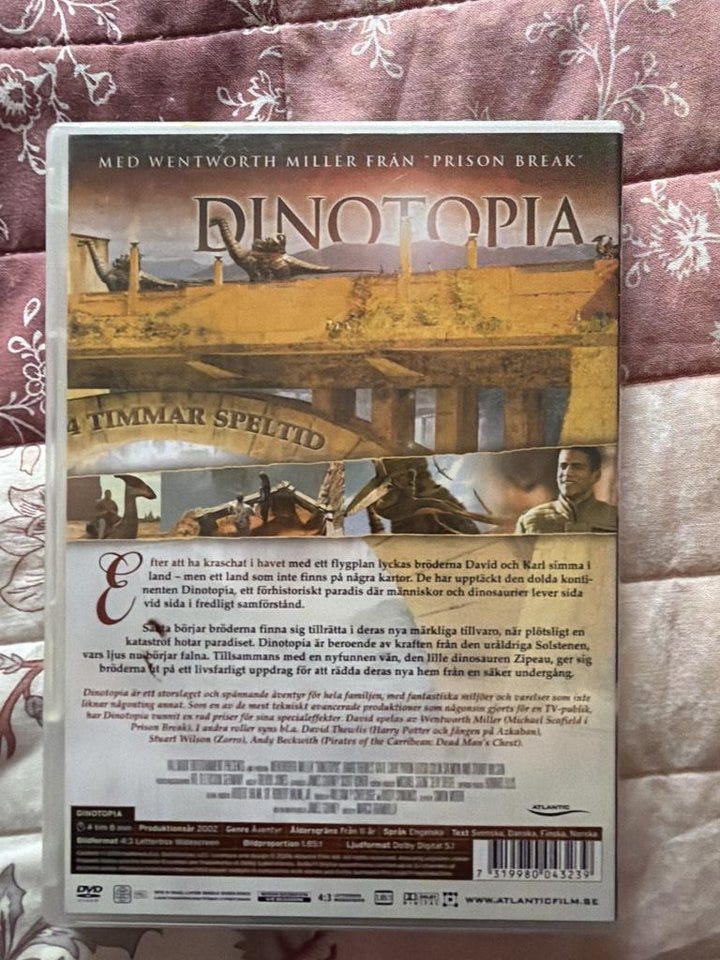 MED WENTWORTH MILLER FRÅN "PRISON BREAK"
DINOTOPIA
4 TIMMAR SPELTID
Efter att ha kraschat i havet med ett flygplan lyckas bröderna David och Karl simma i
land – men ett land som inte finns på några kartor. De har upptäckt den dolda konti-
nenten Dinotopia, ett förhistoriskt paradis där människor och dinosaurier lever sida
vid sida i fredligt samförstånd.
Sakta börjar bröderna finna sig tillrätta i deras nya märkliga tillvaro, när plötsligt en
katastrof hotar paradiset. Dinotopia är beroende av kraften från den uråldriga Solstenen,
vars ljus nu börjar falna. Tillsammans med en nyfunnen vän, den lille dinosauren Zipeau, ger sig
bröderna ut på ett livsfarligt uppdrag för att rädda deras nya hem från en säker undergång.
Dinotopia är ett storslaget och spännande äventyr för hela familjen, med fantastiska miljöer och varelser som inte
liknar någonting annat. Som en av de mest tekniskt avancerade produktioner som någonsin gjorts för en TV-publik,
har Dinotopia vunnit en rad priser för sina specialeffekter. David spelas av Wentworth Miller (Michael Scofield i
Prison Break). I andra roller syns bl.a. David Thewlis (Harry Potter och fången på Azkaban),
Stuart Wilson (Zorro), Andy Beckwith (Pirates of the Carribean: Dead Man's Chest).
ATLANTIC
DINOTOPIA
4 tim 6 min Produktionsår 2002 Genre Äventyr Åldersgräns Från 11 år Språk Engelska Text Svenska, Danska, Finska, Norska
Bildformat 4:3 Letterbox Widescreen Bildproportion 1.85:1 Ljudformat Dolby Digital 5.1
7 319980 043239
DVD 4:3 1.85:1 DIGITAL WWW.ATLANTICFILM.SE